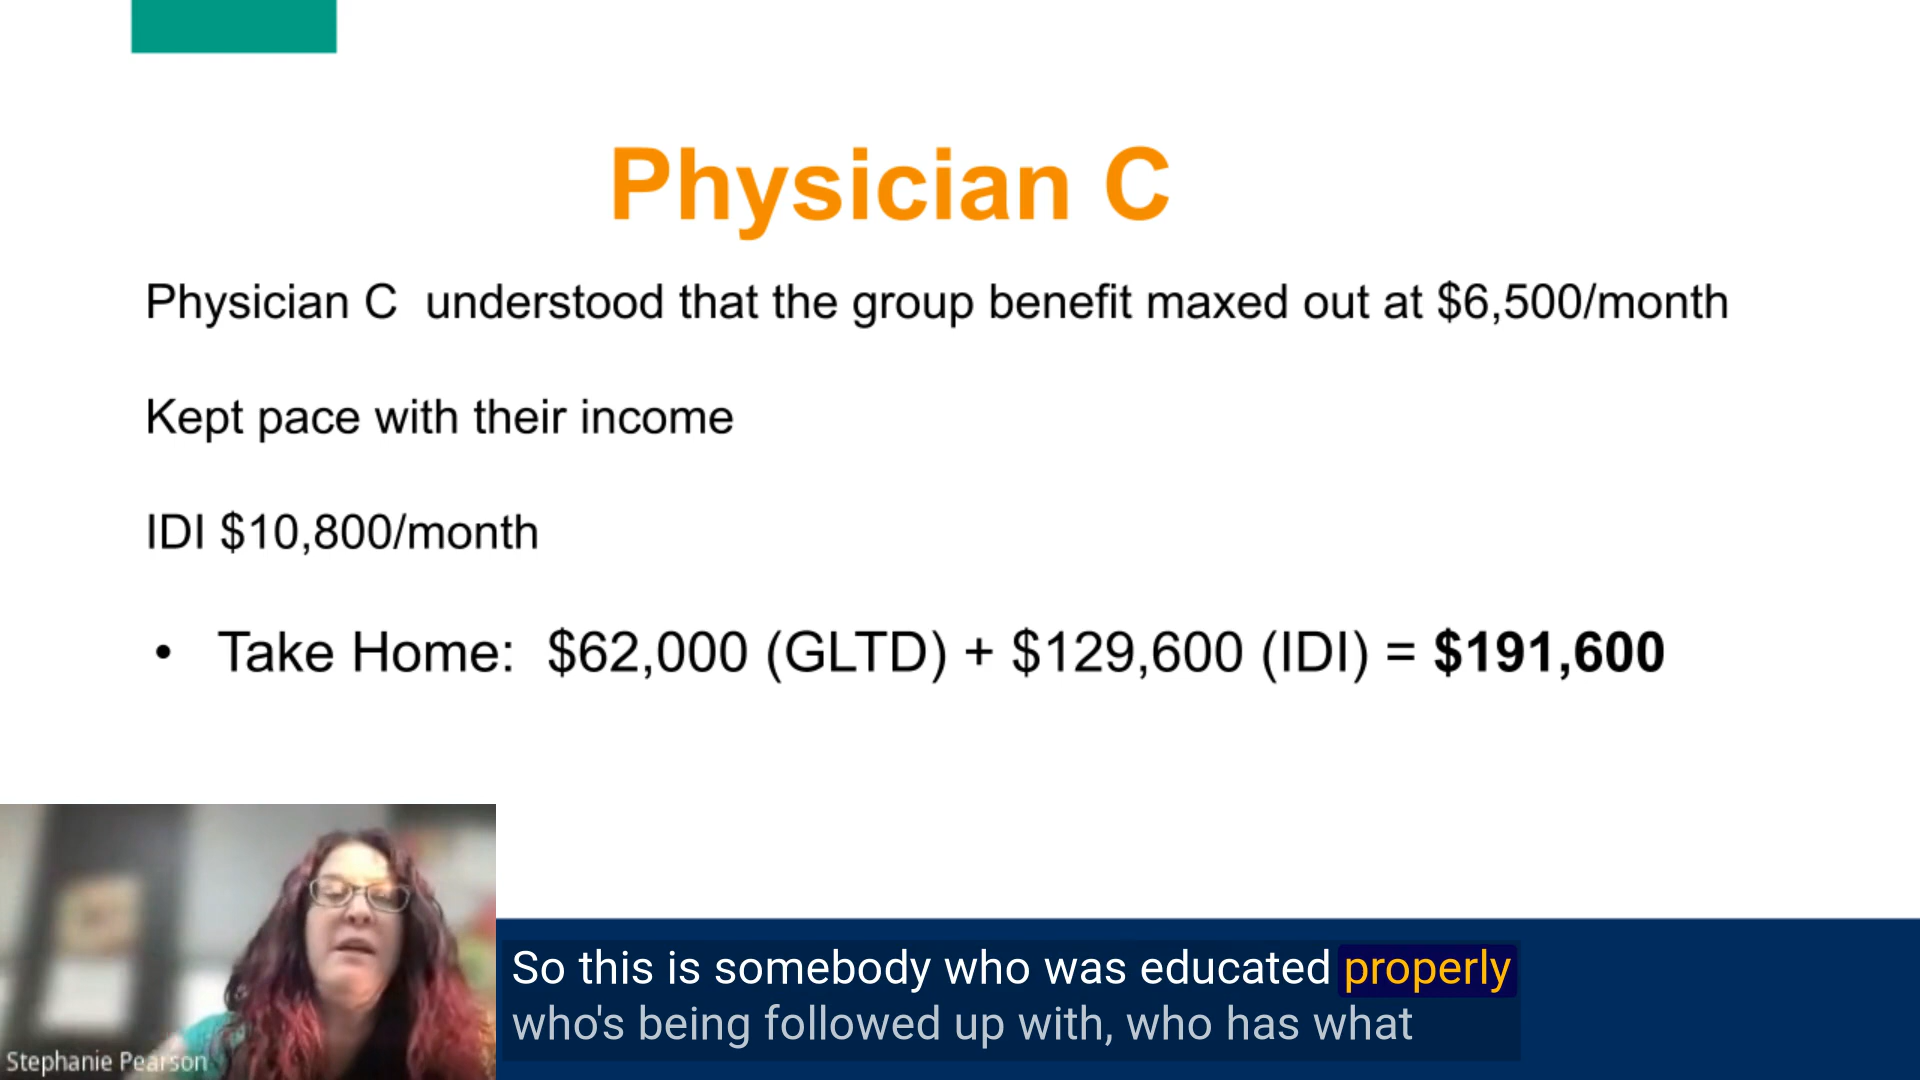 Physician C
Physician C  understood that the group benefit maxed out at $6,500/month
Kept pace with their income
IDI $10,800/month
• Take Home:  $62,000 (GLTD) + $129,600 (IDI) = $191,600
Stephanie Pearson
So this is somebody who was educated properly
who's being followed up with, who has what